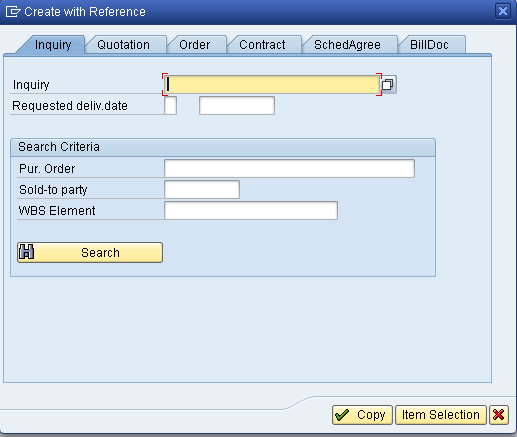 Create with Reference
Inquiry Quotation Order Contract SchedAgree BillDoc
Inquiry
Requested deliv.date
Search Criteria
Pur. Order
Sold-to party
WBS Element
Search
Copy Item Selection